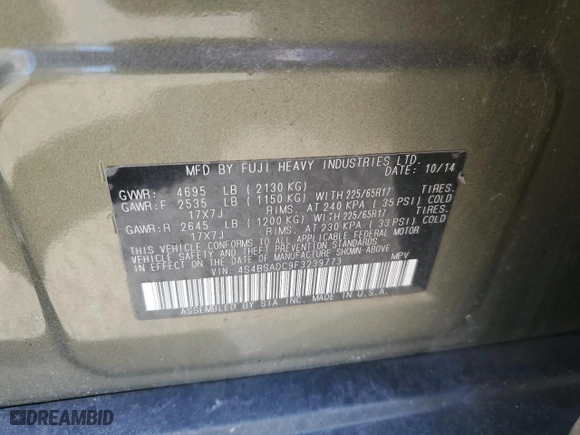 MFD BY FUJI HEAVY INDUSTRIES LTD.
DATE: 10/14
GVWR: 4695 LB (2130 KG)
GAWR:F 2535 LB (1150 KG) WITH 225/65R17 TIRES.
17X7J RIMS. AT 240 KPA (35 PSI) COLD
GAWR:R 2645 LB (1200 KG) WITH 225/65R17 TIRES.
17X7J RIMS. AT 230 KPA (33 PSI) COLD
THIS VEHICLE CONFORMS TO ALL APPLICABLE FEDERAL MOTOR
VEHICLE SAFETY AND THEFT PREVENTION STANDARDS
IN EFFECT ON THE DATE OF MANUFACTURE SHOWN ABOVE.
VIN: 4S4BSADC9F3239273 MPV
ASSEMBLED BY SIA INC. MADE IN U.S.A.
DREAMBID